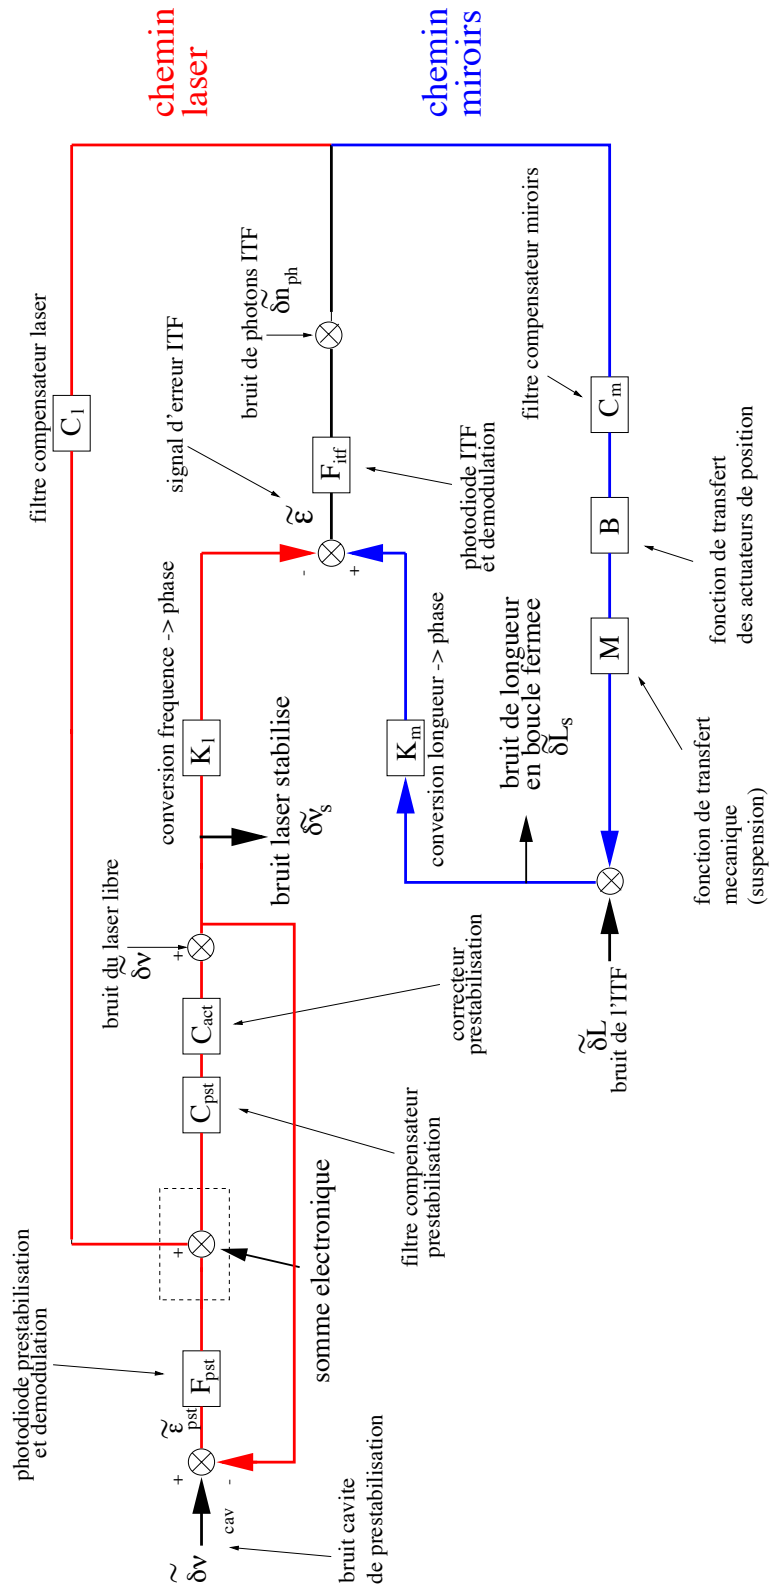 chemin
laser
chemin
miroirs
filtre compensateur laser
C_l
bruit de photons ITF
δ̃n_ph
signal d'erreur ITF
ε̃
F_itf
photodiode ITF
et demodulation
filtre compensateur miroirs
C_m
B
fonction de transfert
des actuateurs de position
M
fonction de transfert
mecanique
(suspension)
conversion frequence -> phase
K_l
-
+
conversion longueur -> phase
K_m
bruit de longueur
en boucle fermee
δ̃L_s
bruit laser stabilise
δ̃ν_s
bruit du laser libre
δ̃ν
+
C_act
correcteur
prestabilisation
C_pst
filtre compensateur
prestabilisation
δ̃L
bruit de l'ITF
+
somme electronique
photodiode prestabilisation
et demodulation
F_pst
ε̃_pst
+
-
δ̃ν_cav
bruit cavite
de prestabilisation